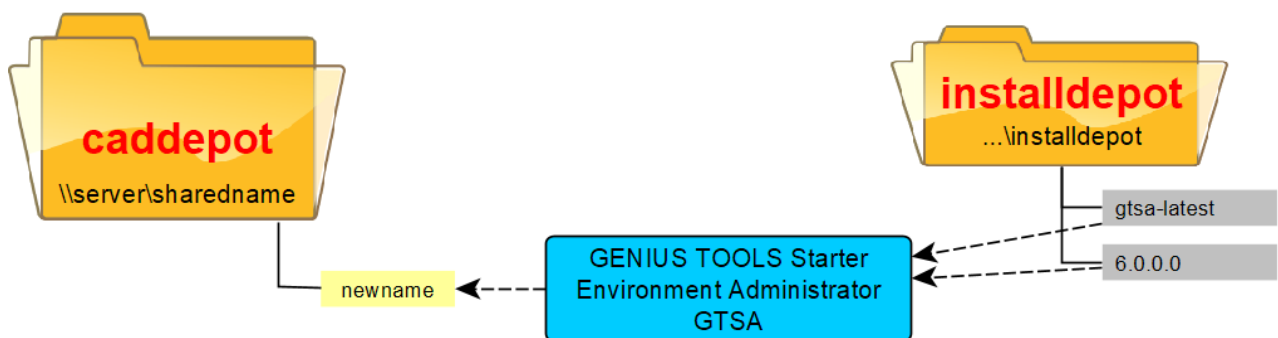 caddepot
\\server\sharedname
newname
GENIUS TOOLS Starter
Environment Administrator
GTSA
installdepot
...\installdepot
gtsa-latest
6.0.0.0